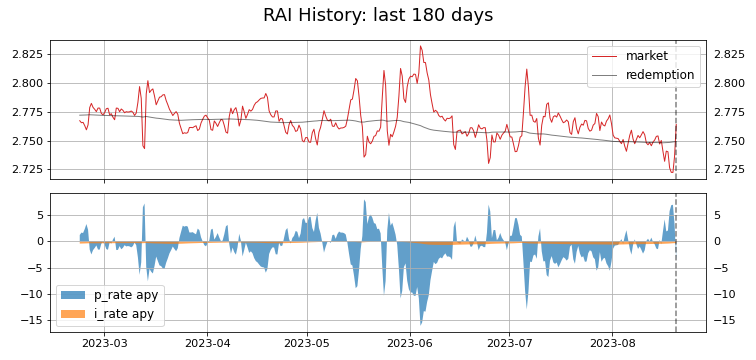 RAI History: last 180 days
2.825 2.825
2.800 2.800
2.775 2.775
2.750 2.750
2.725 2.725
market
redemption
5 5
0 0
−5 −5
−10 −10
−15 −15
p_rate apy
i_rate apy
2023-03 2023-04 2023-05 2023-06 2023-07 2023-08